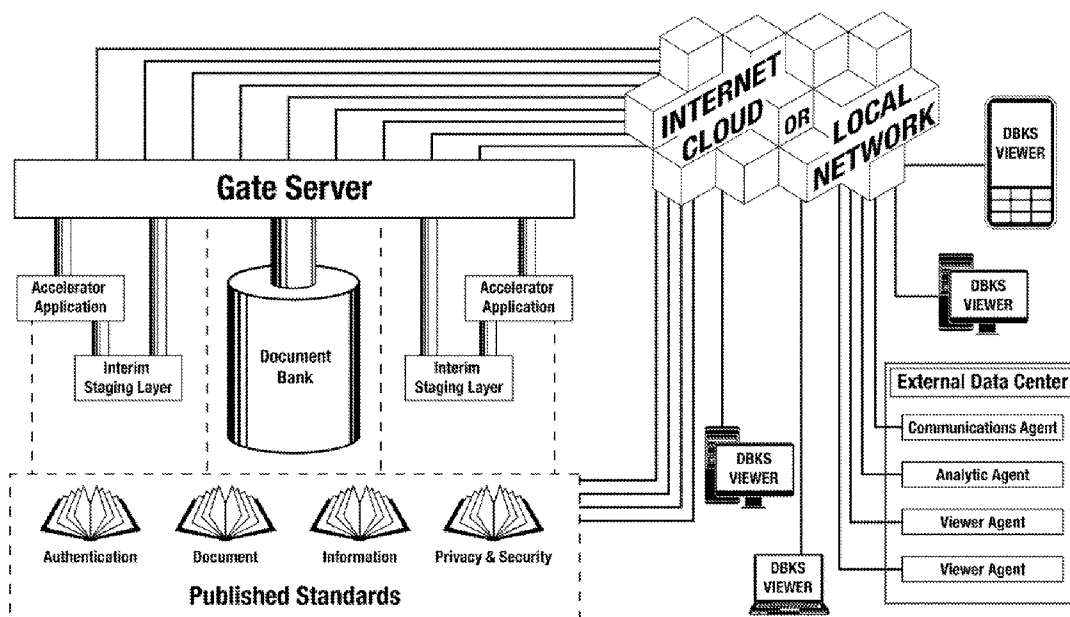 INTERNET
CLOUD
OR
LOCAL
NETWORK
DBKS
VIEWER
Gate Server
Accelerator
Application
Accelerator
Application
DBKS
VIEWER
Document
Bank
Interim
Staging Layer
Interim
Staging Layer
External Data Center
Communications Agent
DBKS
VIEWER
Analytic Agent
Viewer Agent
Viewer Agent
Authentication
Document
Information
Privacy & Security
DBKS
VIEWER
Published Standards